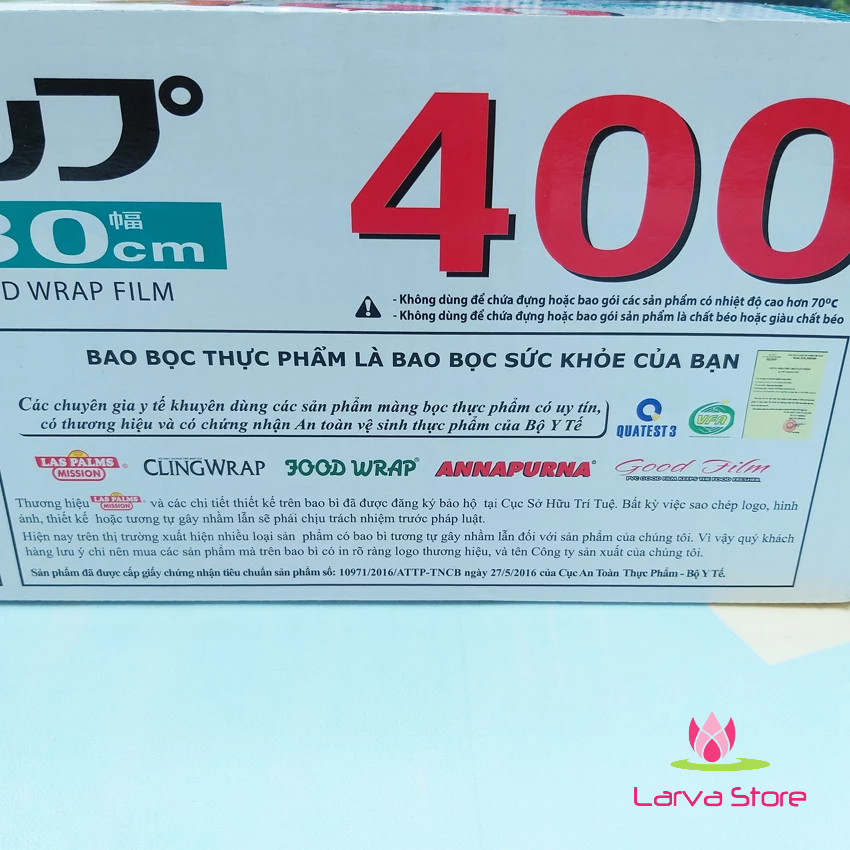 ップ
30幅cm
D WRAP FILM
400
- Không dùng để chứa đựng hoặc bao gói các sản phẩm có nhiệt độ cao hơn 70°C
- Không dùng để chứa đựng hoặc bao gói sản phẩm là chất béo hoặc giàu chất béo
BAO BỌC THỰC PHẨM LÀ BAO BỌC SỨC KHỎE CỦA BẠN
Các chuyên gia y tế khuyên dùng các sản phẩm màng bọc thực phẩm có uy tín,
có thương hiệu và có chứng nhận An toàn vệ sinh thực phẩm của Bộ Y Tế
QUATEST 3
VFA
LAS PALMS MISSION
CLINGWRAP
FOOD WRAP®
ANNAPURNA®
Good Film
PVC GOOD FILM KEEPS THE FOOD FRESHER.
Thương hiệu LAS PALMS MISSION và các chi tiết thiết kế trên bao bì đã được đăng ký bảo hộ tại Cục Sở Hữu Trí Tuệ. Bất kỳ việc sao chép logo, hình
ảnh, thiết kế hoặc tương tự gây nhầm lẫn sẽ phải chịu trách nhiệm trước pháp luật.
Hiện nay trên thị trường xuất hiện nhiều loại sản phẩm có bao bì tương tự gây nhầm lẫn đối với sản phẩm của chúng tôi. Vì vậy quý khách
hàng lưu ý chỉ nên mua các sản phẩm mà trên bao bì có in rõ ràng logo thương hiệu, và tên Công ty sản xuất của chúng tôi.
Sản phẩm đã được cấp giấy chứng nhận tiêu chuẩn sản phẩm số: 10971/2016/ATTP-TNCB ngày 27/5/2016 của Cục An Toàn Thực Phẩm - Bộ Y Tế.
Larva Store